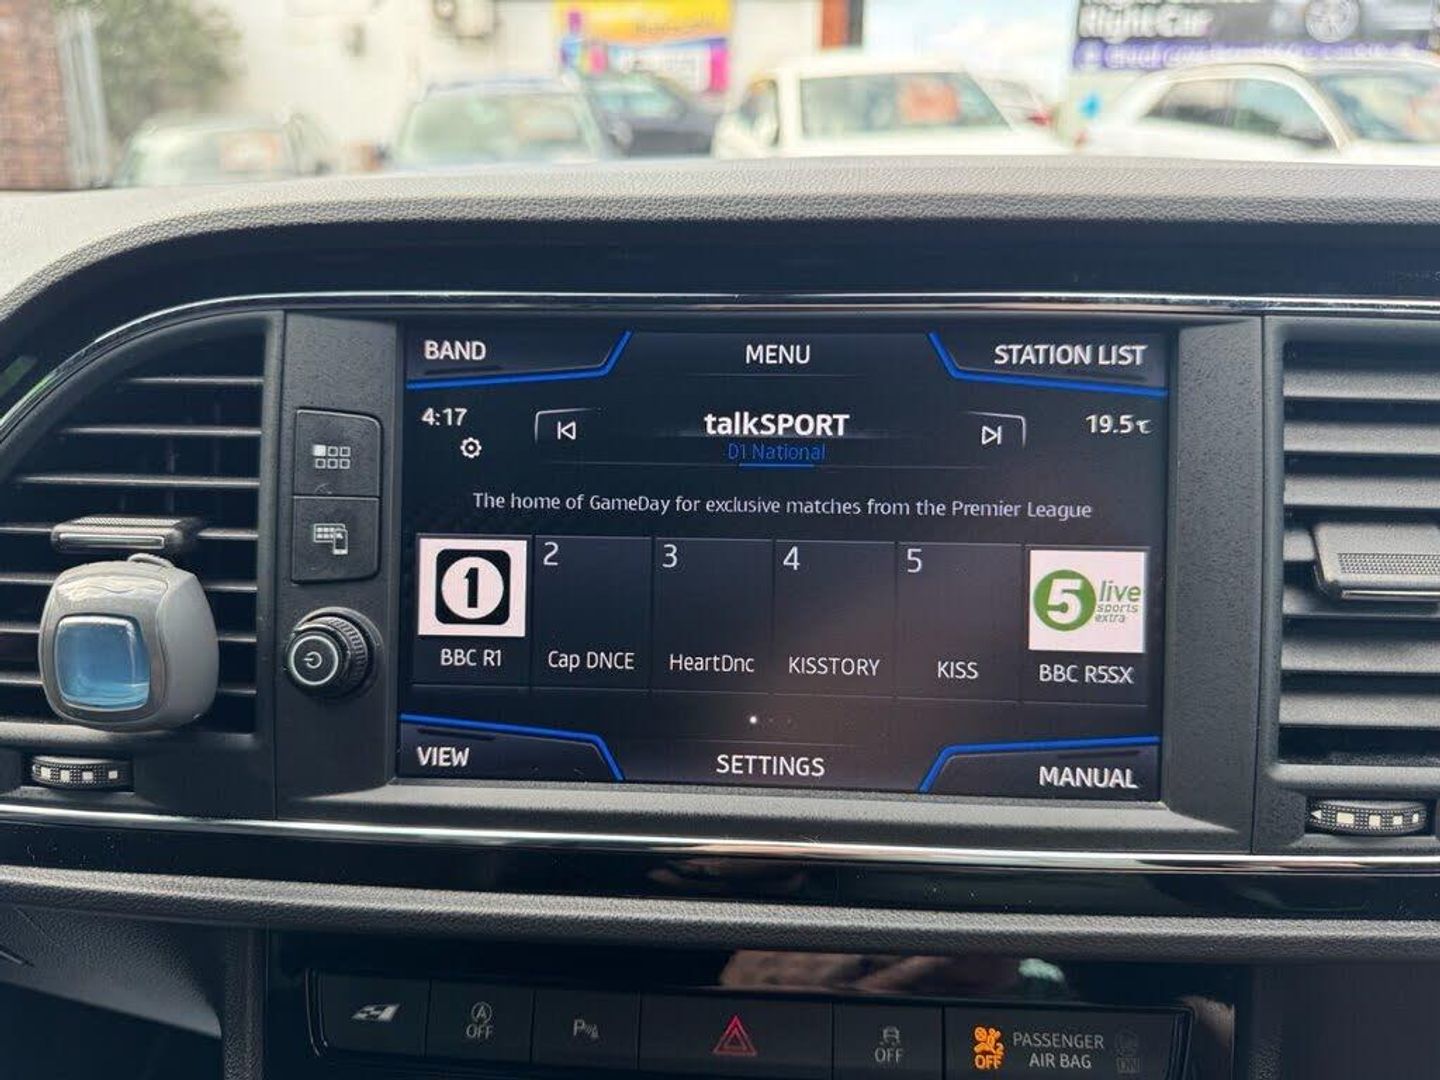 Right Car
BAND
MENU
STATION LIST
4:17
talkSPORT
19.5°C
D1 National
The home of GameDay for exclusive matches from the Premier League
1
2
3
4
5
5 live
sports
extra
BBC R1
Cap DNCE
HeartDnc
KISSTORY
KISS
BBC R5SX
VIEW
SETTINGS
MANUAL
A
OFF
P
OFF
OFF
PASSENGER
AIR BAG